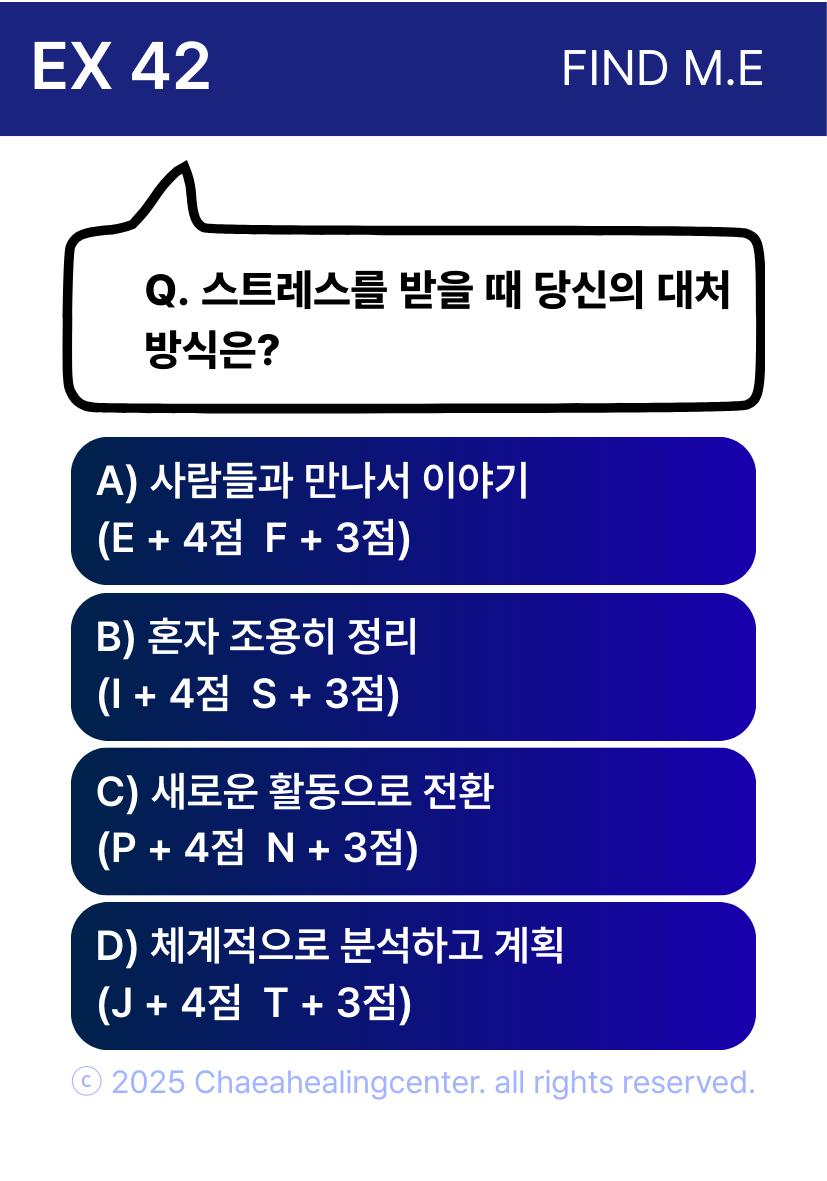 EX 42
FIND M.E
Q. 스트레스를 받을 때 당신의 대처
방식은?
A) 사람들과 만나서 이야기
(E + 4점  F + 3점)
B) 혼자 조용히 정리
(I + 4점  S + 3점)
C) 새로운 활동으로 전환
(P + 4점  N + 3점)
D) 체계적으로 분석하고 계획
(J + 4점  T + 3점)
ⓒ 2025 Chaeahealingcenter. all rights reserved.